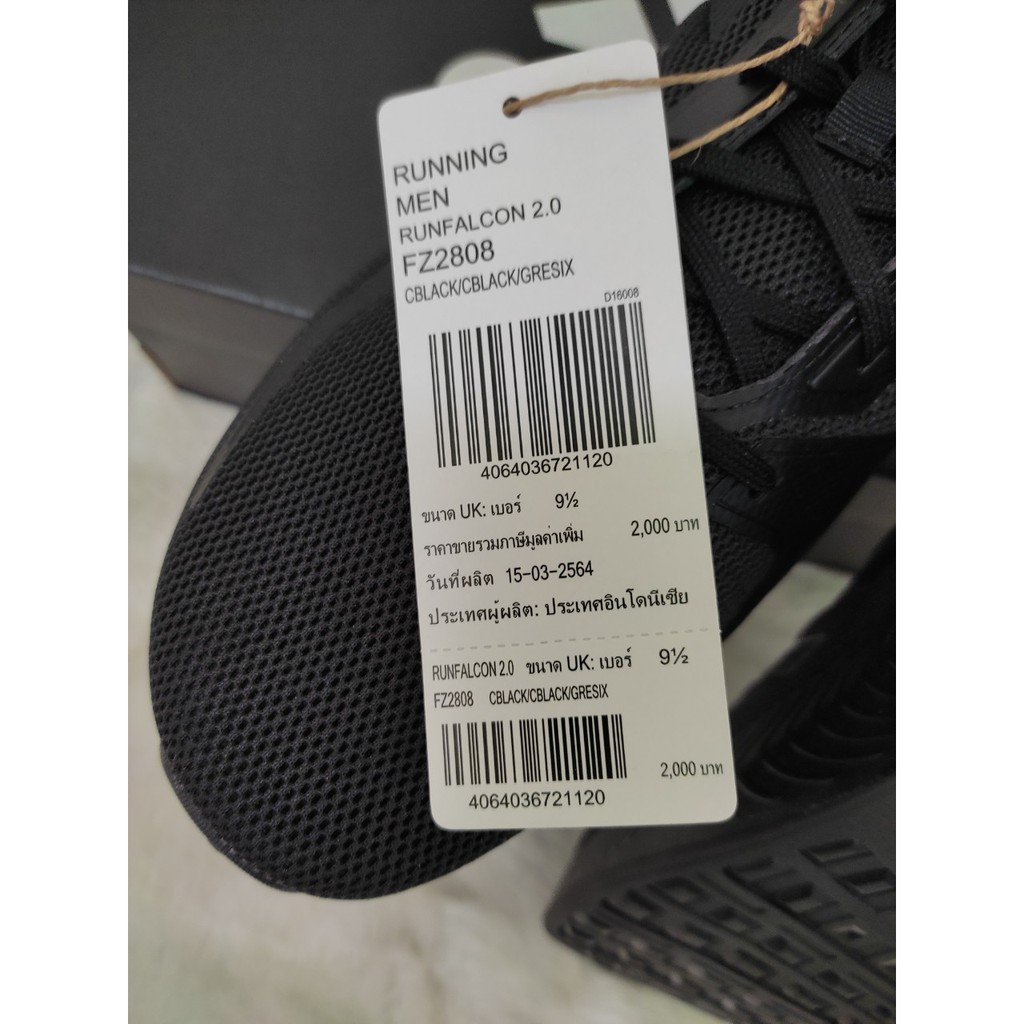 RUNNING
MEN
RUNFALCON 2.0
FZ2808
CBLACK/CBLACK/GRESIX
D16008
4064036721120
ขนาด UK: เบอร์ 9½
ราคาขายรวมภาษีมูลค่าเพิ่ม 2,000 บาท
วันที่ผลิต 15-03-2564
ประเทศผู้ผลิต: ประเทศอินโดนีเซีย
RUNFALCON 2.0 ขนาด UK: เบอร์ 9½
FZ2808 CBLACK/CBLACK/GRESIX
2,000 บาท
4064036721120